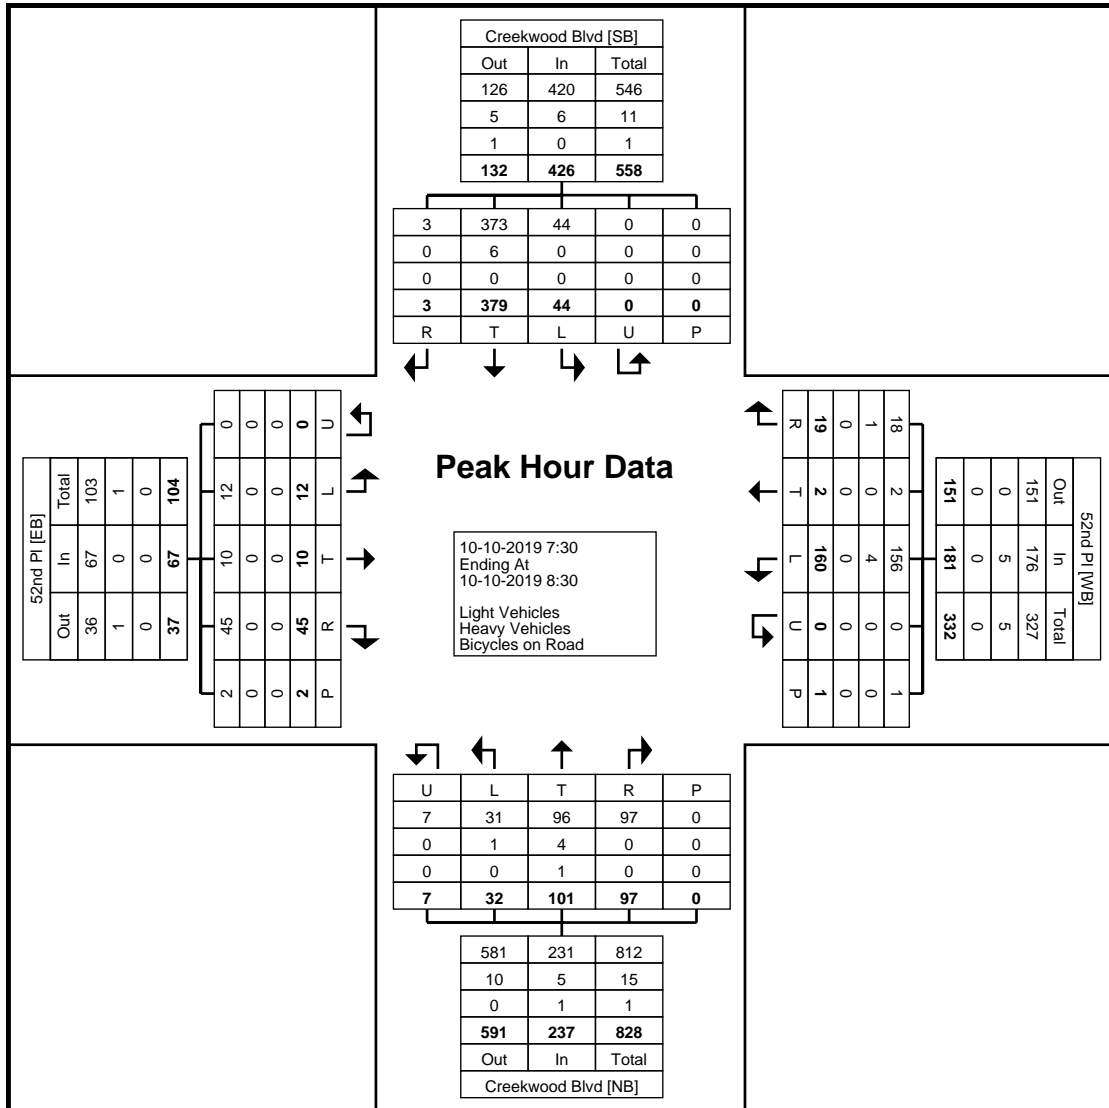 Creekwood Blvd [SB]
Out In Total
126 420 546
5 6 11
1 0 1
132 426 558
3 373 44 0 0
0 6 0 0 0
0 0 0 0 0
3 379 44 0 0
R T L U P
52nd Pl [EB]
Total In Out
103 67 36
1 0 1
0 0 0
104 67 37
0 12 10 45 2
0 0 0 0 0
0 0 0 0 0
0 12 10 45 2
U L T R P
Peak Hour Data
10-10-2019 7:30
Ending At
10-10-2019 8:30
Light Vehicles
Heavy Vehicles
Bicycles on Road
R T L U P
19 2 160 0 1
0 0 0 0 0
1 0 4 0 0
18 2 156 0 1
52nd Pl [WB]
Out In Total
151 176 327
0 5 5
0 0 0
151 181 332
U L T R P
7 31 96 97 0
0 1 4 0 0
0 0 1 0 0
7 32 101 97 0
581 231 812
10 5 15
0 1 1
591 237 828
Out In Total
Creekwood Blvd [NB]